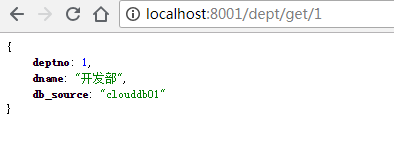 localhost:8001/dept/get/1
{
deptno: 1,
dname: "开发部",
db_source: "clouddb01"
}